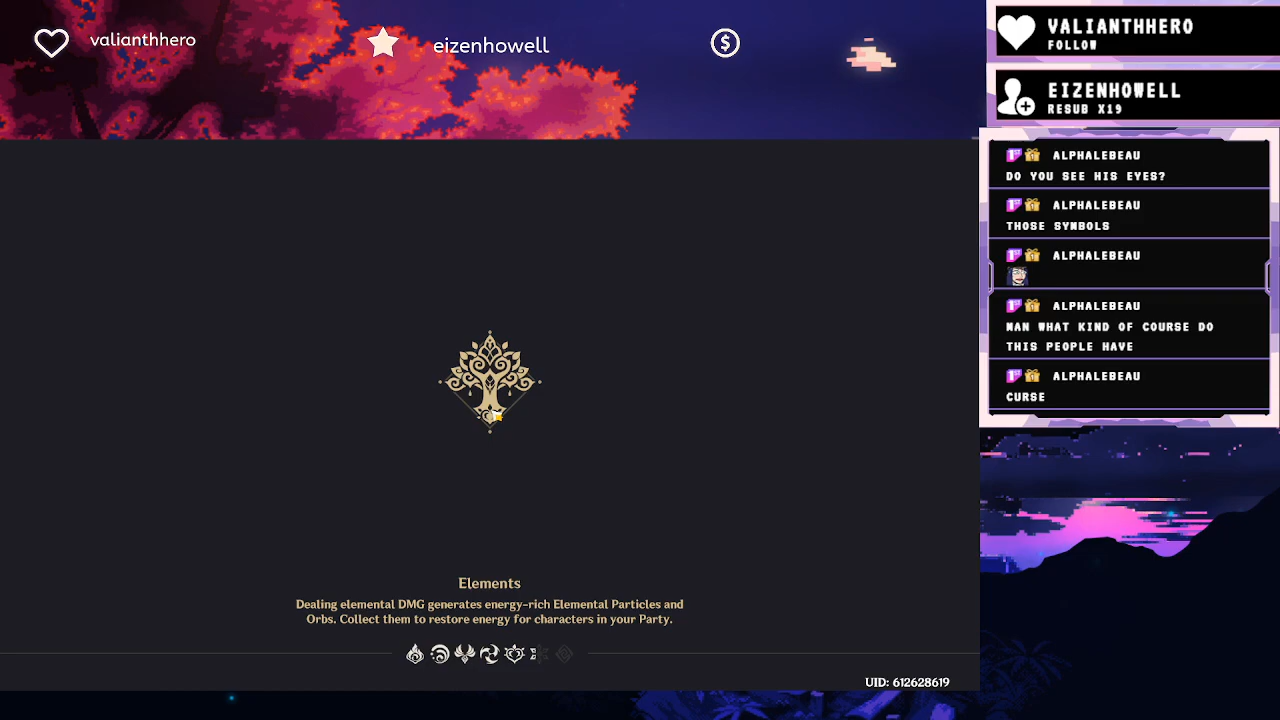 valianthhero
eizenhowell
VALIANTHHERO
FOLLOW
EIZENHOWELL
RESUB X19
ALPHALEBEAU
DO YOU SEE HIS EYES?
ALPHALEBEAU
THOSE SYMBOLS
ALPHALEBEAU
ALPHALEBEAU
MAN WHAT KIND OF COURSE DO
THIS PEOPLE HAVE
ALPHALEBEAU
CURSE
Elements
Dealing elemental DMG generates energy-rich Elemental Particles and
Orbs. Collect them to restore energy for characters in your Party.
UID: 612628619